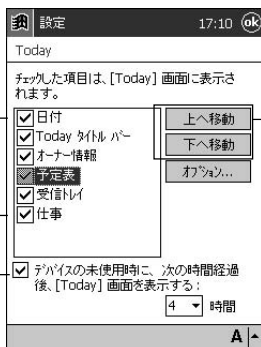 設定 17:10 ok
Today
チェックした項目は、[Today] 画面に表示さ
れます。
日付
Today タイトル バー
オーナー情報
予定表
受信トレイ
仕事
上へ移動
下へ移動
オプション...
デバイスの未使用時に、次の時間経過
後、[Today] 画面を表示する:
4 時間
A